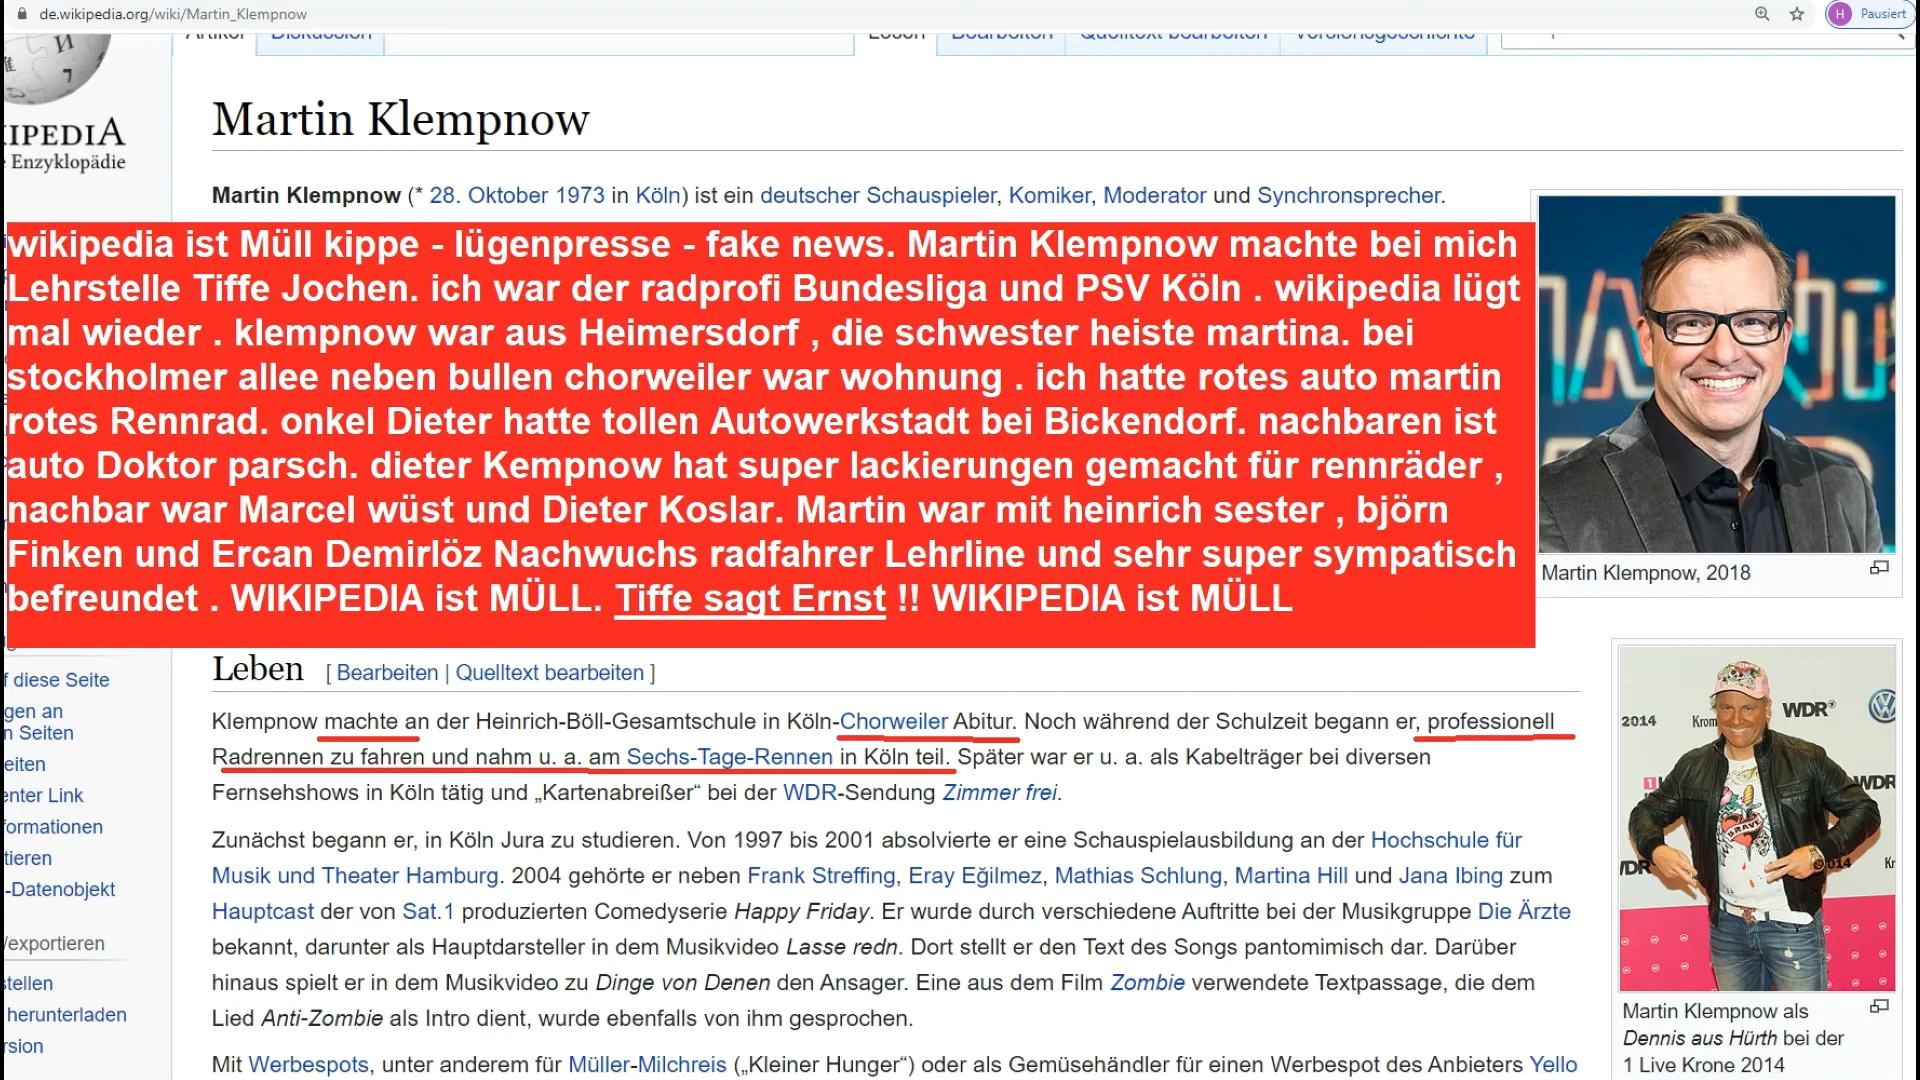 de.wikipedia.org/wiki/Martin_Klempnow
H Pausiert
Artikel Diskussion Lesen Bearbeiten Quelltext bearbeiten Versionsgeschichte
IPEDIA
Enzyklopädie
Martin Klempnow
Martin Klempnow (* 28. Oktober 1973 in Köln) ist ein deutscher Schauspieler, Komiker, Moderator und Synchronsprecher.
wikipedia ist Müll kippe - lügenpresse - fake news. Martin Klempnow machte bei mich
Lehrstelle Tiffe Jochen. ich war der radprofi Bundesliga und PSV Köln . wikipedia lügt
mal wieder . klempnow war aus Heimersdorf , die schwester heiste martina. bei
stockholmer allee neben bullen chorweiler war wohnung . ich hatte rotes auto martin
rotes Rennrad. onkel Dieter hatte tollen Autowerkstadt bei Bickendorf. nachbaren ist
auto Doktor parsch. dieter Kempnow hat super lackierungen gemacht für rennräder ,
nachbar war Marcel wüst und Dieter Koslar. Martin war mit heinrich sester , björn
Finken und Ercan Demirlöz Nachwuchs radfahrer Lehrline und sehr super sympatisch
befreundet . WIKIPEDIA ist MÜLL. Tiffe sagt Ernst !! WIKIPEDIA ist MÜLL
Martin Klempnow, 2018
Leben [ Bearbeiten | Quelltext bearbeiten ]
f diese Seite
gen an
n Seiten
eiten
enter Link
formationen
tieren
-Datenobjekt
/exportieren
stellen
herunterladen
rsion
Klempnow machte an der Heinrich-Böll-Gesamtschule in Köln-Chorweiler Abitur. Noch während der Schulzeit begann er, professionell
Radrennen zu fahren und nahm u. a. am Sechs-Tage-Rennen in Köln teil. Später war er u. a. als Kabelträger bei diversen
Fernsehshows in Köln tätig und „Kartenabreißer“ bei der WDR-Sendung Zimmer frei.
Zunächst begann er, in Köln Jura zu studieren. Von 1997 bis 2001 absolvierte er eine Schauspielausbildung an der Hochschule für
Musik und Theater Hamburg. 2004 gehörte er neben Frank Streffing, Eray Eğilmez, Mathias Schlung, Martina Hill und Jana Ibing zum
Hauptcast der von Sat.1 produzierten Comedyserie Happy Friday. Er wurde durch verschiedene Auftritte bei der Musikgruppe Die Ärzte
bekannt, darunter als Hauptdarsteller in dem Musikvideo Lasse redn. Dort stellt er den Text des Songs pantomimisch dar. Darüber
hinaus spielt er in dem Musikvideo zu Dinge von Denen den Ansager. Eine aus dem Film Zombie verwendete Textpassage, die dem
Lied Anti-Zombie als Intro dient, wurde ebenfalls von ihm gesprochen.
Mit Werbespots, unter anderem für Müller-Milchreis („Kleiner Hunger“) oder als Gemüsehändler für einen Werbespot des Anbieters Yello
2014 Kron WDR
WDR
BRAVE
WDR 2014 Kr
Martin Klempnow als
Dennis aus Hürth bei der
1 Live Krone 2014